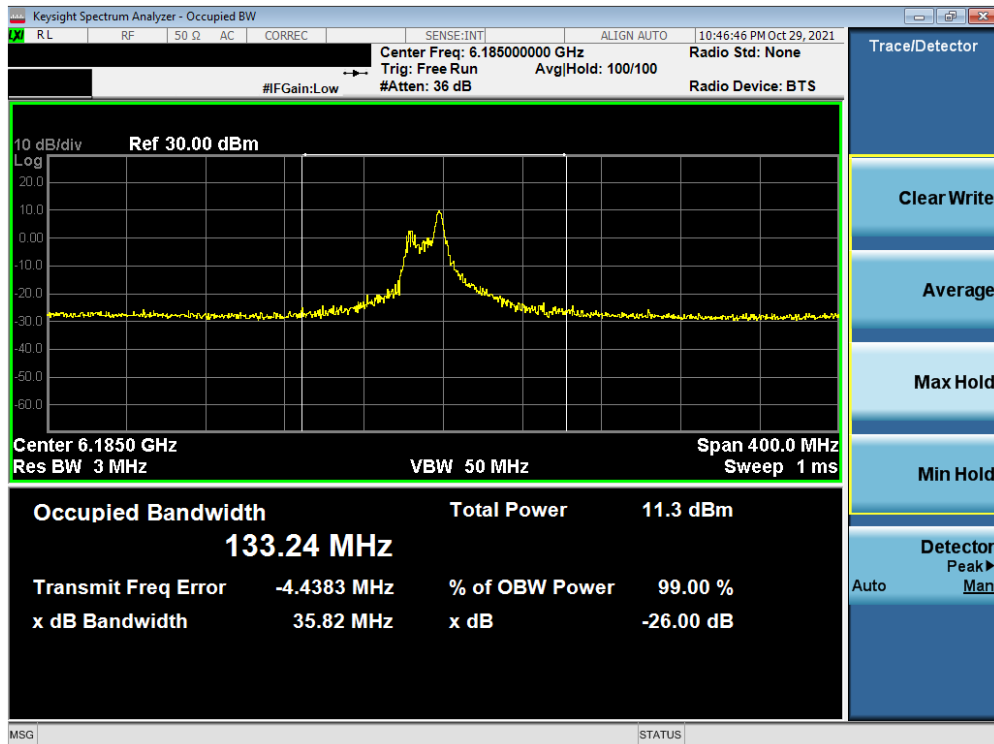 Keysight Spectrum Analyzer - Occupied BW
LXI RL RF 50 Ω AC CORREC SENSE:INT ALIGN AUTO 10:46:46 PM Oct 29, 2021
Center Freq: 6.185000000 GHz Radio Std: None
Trig: Free Run Avg|Hold: 100/100
#IFGain:Low #Atten: 36 dB Radio Device: BTS
Trace/Detector
10 dB/div Ref 30.00 dBm
Log
20.0
10.0
0.00
-10.0
-20.0
-30.0
-40.0
-50.0
-60.0
Center 6.1850 GHz Span 400.0 MHz
Res BW 3 MHz VBW 50 MHz Sweep 1 ms
Occupied Bandwidth Total Power 11.3 dBm
133.24 MHz
Transmit Freq Error -4.4383 MHz % of OBW Power 99.00 %
x dB Bandwidth 35.82 MHz x dB -26.00 dB
Clear Write
Average
Max Hold
Min Hold
Detector
Peak▶
Auto Man
MSG STATUS